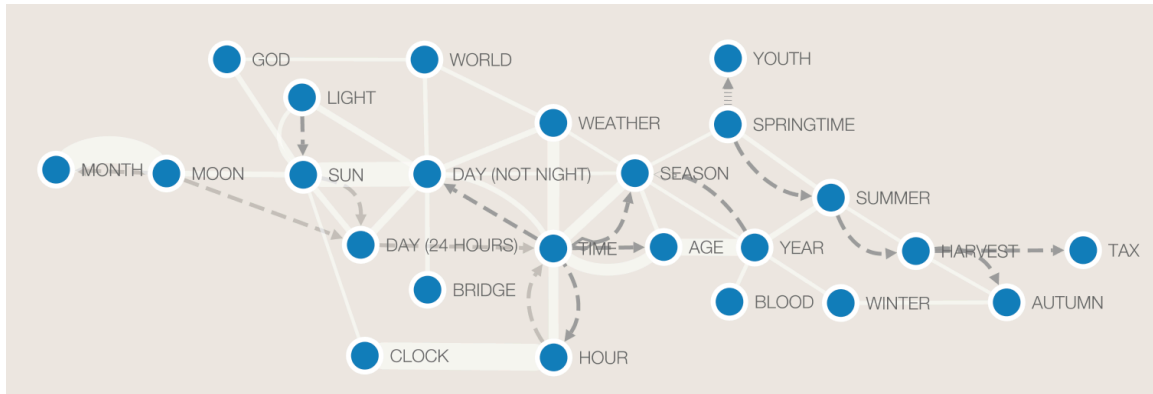 GOD
WORLD
YOUTH
LIGHT
WEATHER
SPRINGTIME
MONTH
MOON
SUN
DAY (NOT NIGHT)
SEASON
SUMMER
DAY (24 HOURS)
TIME
AGE
YEAR
HARVEST
TAX
BRIDGE
BLOOD
WINTER
AUTUMN
CLOCK
HOUR